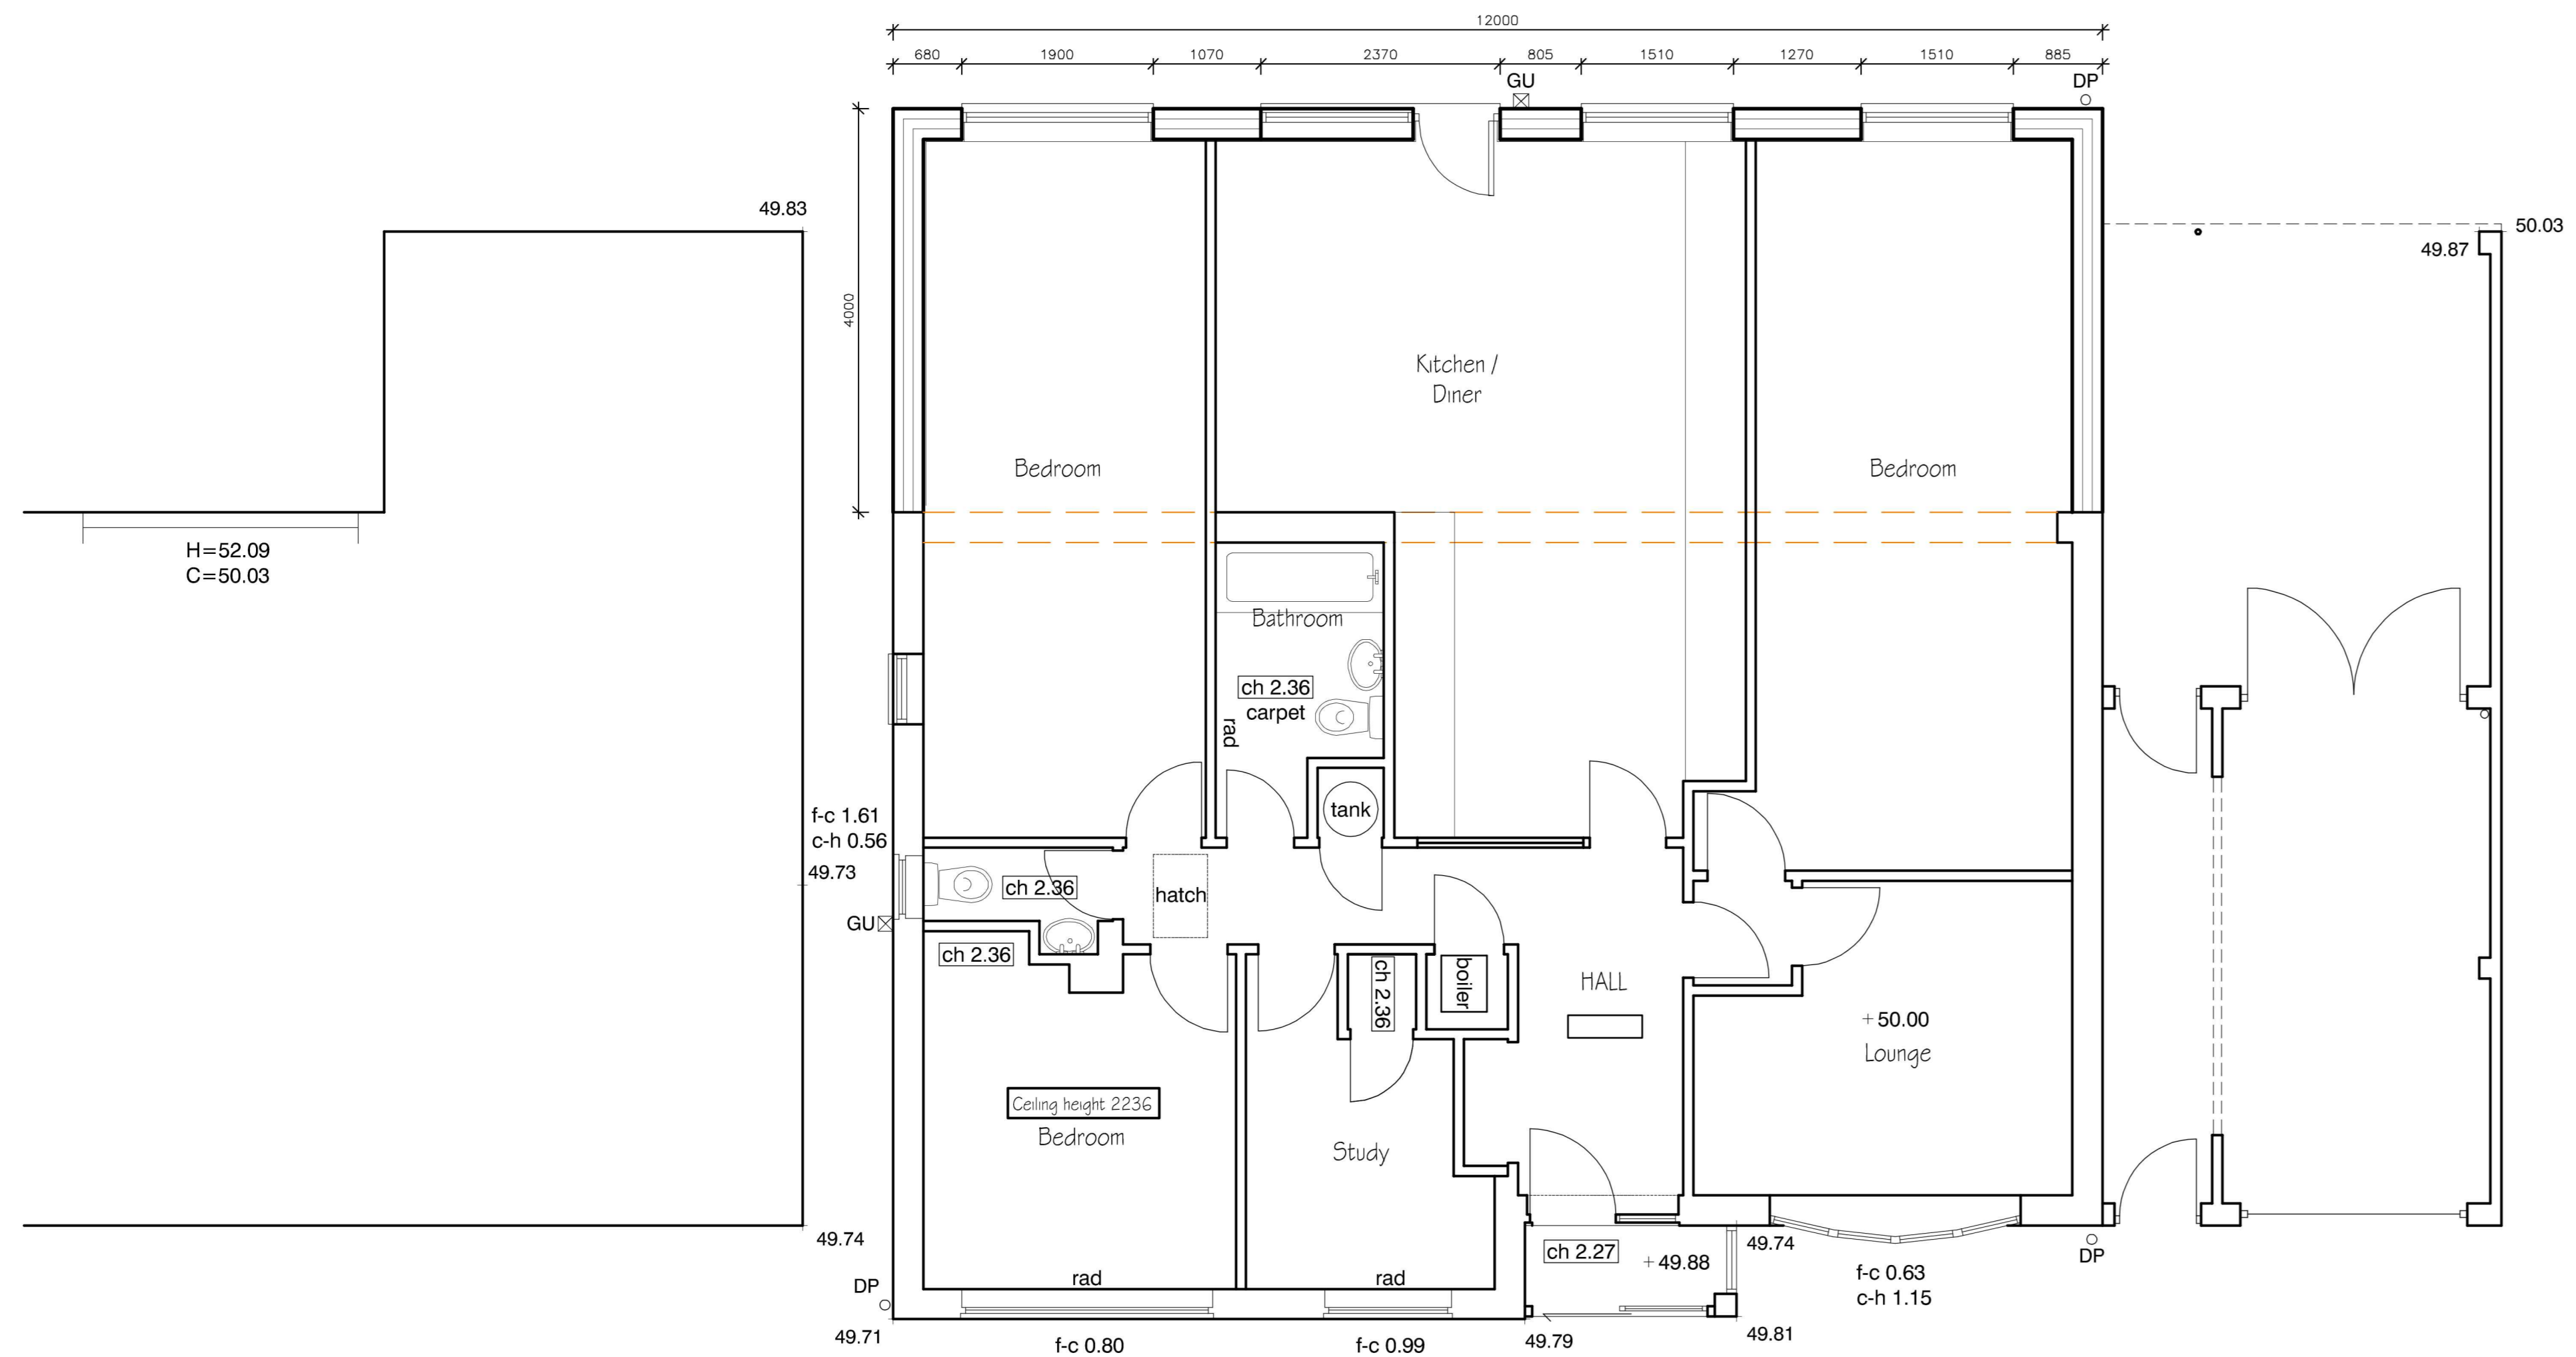 12000
680 1900 1070 2370 805 1510 1270 1510 885
GU
DP
49.83
50.03
49.87
4000
Kitchen /
Diner
Bedroom
Bedroom
H=52.09
C=50.03
Bathroom
ch 2.36
carpet
rad
tank
f-c 1.61
c-h 0.56
49.73
ch 2.36
hatch
GU
ch 2.36
ch 2.36
boiler
HALL
50.00
Lounge
Ceiling height 2236
Bedroom
Study
49.74
ch 2.27
49.88
49.74
DP
f-c 0.63
c-h 1.15
DP
rad
rad
49.71
f-c 0.80
f-c 0.99
49.79
49.81